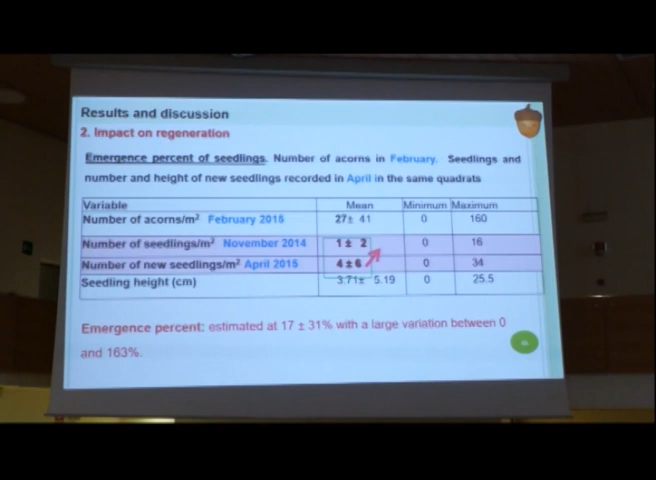 Results and discussion
2. Impact on regeneration
Emergence percent of seedlings. Number of acorns in February. Seedlings and
number and height of new seedlings recorded in April in the same quadrats
Variable Mean Minimum Maximum
Number of acorns/m² February 2015 27± 41 0 160
Number of seedlings/m² November 2014 1 ± 2 0 16
Number of new seedlings/m² April 2015 4 ± 6 0 34
Seedling height (cm) 3.71± 5.19 0 25.5
Emergence percent: estimated at 17 ± 31% with a large variation between 0
and 163%.